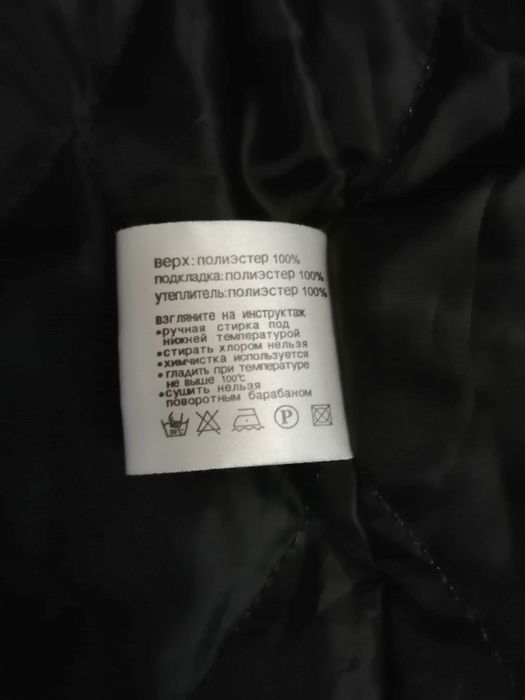 верх: полиэстер 100%
подкладка: полиэстер 100%
утеплитель: полиэстер 100%
взгляните на инструктаж
•ручная стирка под
нижней температурой
•стирать хлором нельзя
•химчистка используется
•гладить при температуре
не выше 100℃
•сушить нельзя
поворотным барабаном
P